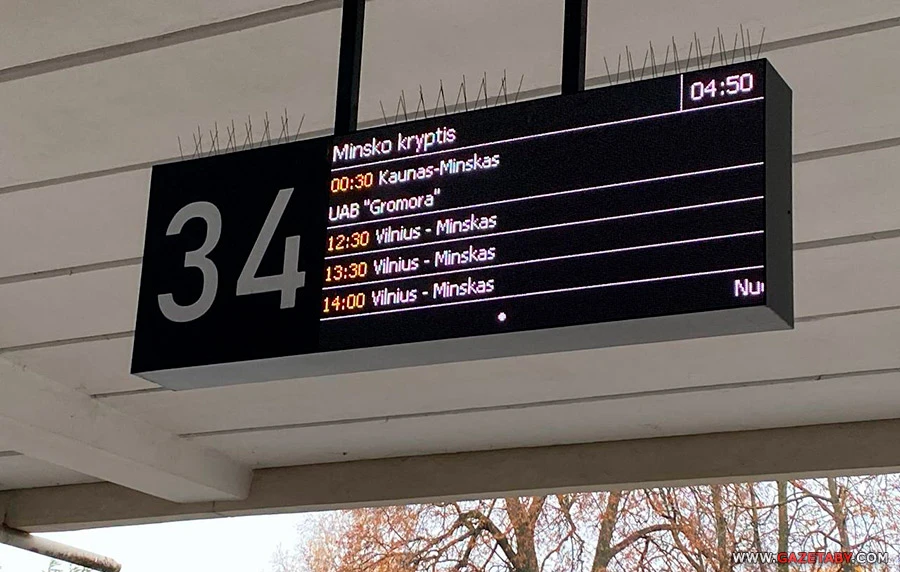 34
04:50
Minsko kryptis
00:30 Kaunas-Minskas
UAB "Gromora"
12:30 Vilnius - Minskas
13:30 Vilnius - Minskas
14:00 Vilnius - Minskas
WWW.GAZETABY.COM